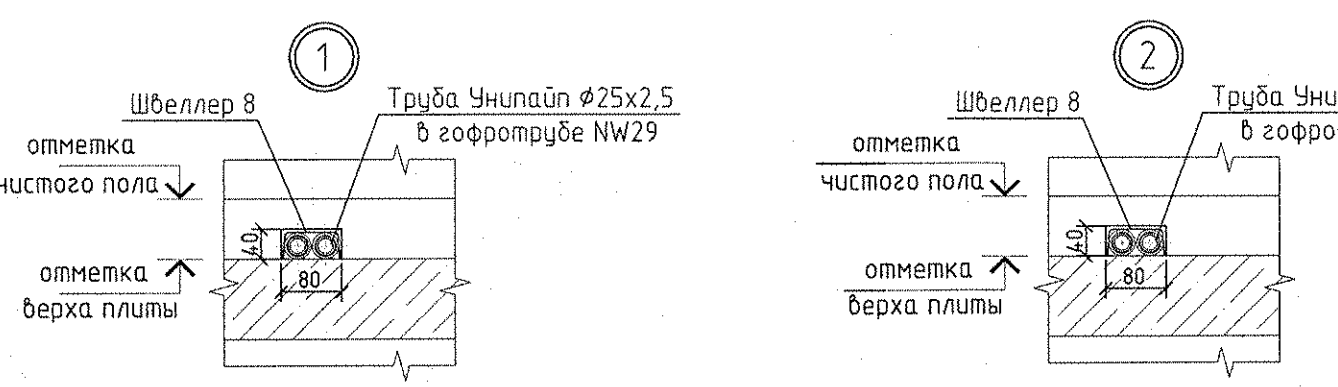 1
Швеллер 8
Труба Унипайп Ø25х2,5
в гофротрубе NW29
отметка
чистого пола
40
80
отметка
верха плиты
2
Швеллер 8
Труба Уни
в гофро
отметка
чистого пола
40
80
отметка
верха плиты